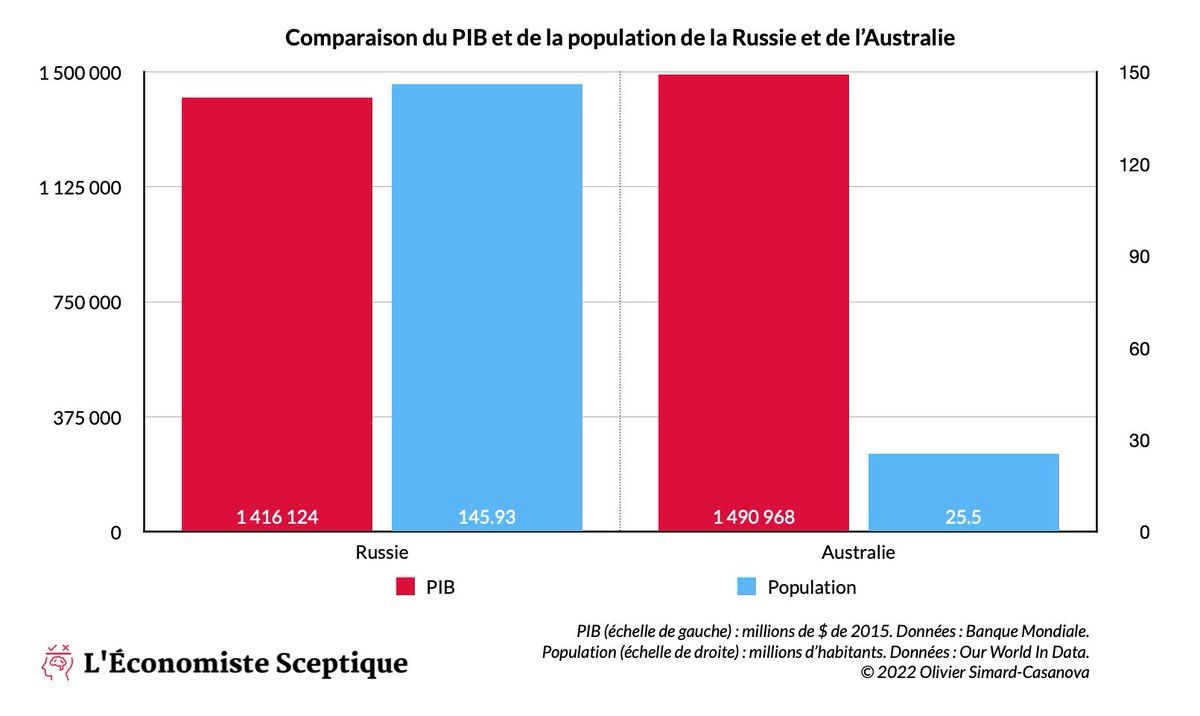 Comparaison du PIB et de la population de la Russie et de l’Australie
1 500 000
1 125 000
750 000
375 000
0
150
120
90
60
30
0
1 416 124
145.93
1 490 968
25.5
Russie
Australie
PIB
Population
PIB (échelle de gauche) : millions de $ de 2015. Données : Banque Mondiale.
Population (échelle de droite) : millions d’habitants. Données : Our World In Data.
© 2022 Olivier Simard-Casanova
L'Économiste Sceptique